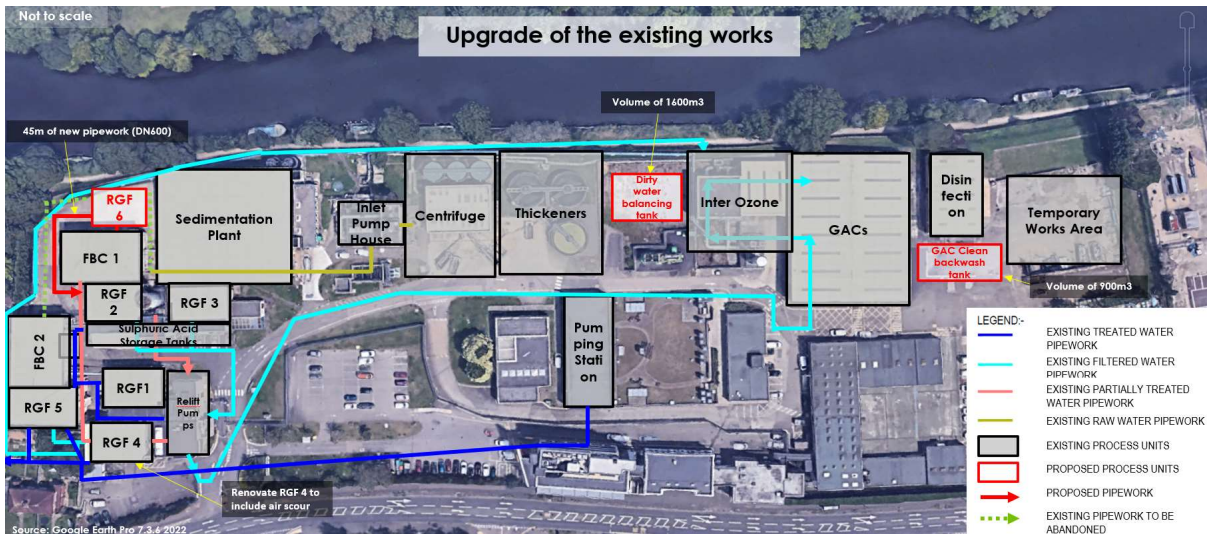 Not to scale
Upgrade of the existing works
Volume of 1600m3
45m of new pipework (DN600)
RGF
6
Sedimentation
Plant
Inlet
Pump
House
Centrifuge
Thickeners
Dirty
water
balancing
tank
Inter Ozone
GACs
Disin
fecti
on
Temporary
Works Area
GAC Clean
backwash
tank
Volume of 900m3
FBC 1
RGF
2
RGF 3
Sulphuric Acid
Storage Tanks
FBC 2
RGF1
Relift
Pum
ps
RGF 5
RGF 4
Pum
ping
Stati
on
Renovate RGF 4 to
include air scour
Source: Google Earth Pro 7.3.6 2022
LEGEND:-
EXISTING TREATED WATER
PIPEWORK
EXISTING FILTERED WATER
PIPEWORK
EXISTING PARTIALLY TREATED
WATER PIPEWORK
EXISTING RAW WATER PIPEWORK
EXISTING PROCESS UNITS
PROPOSED PROCESS UNITS
PROPOSED PIPEWORK
EXISTING PIPEWORK TO BE
ABANDONED